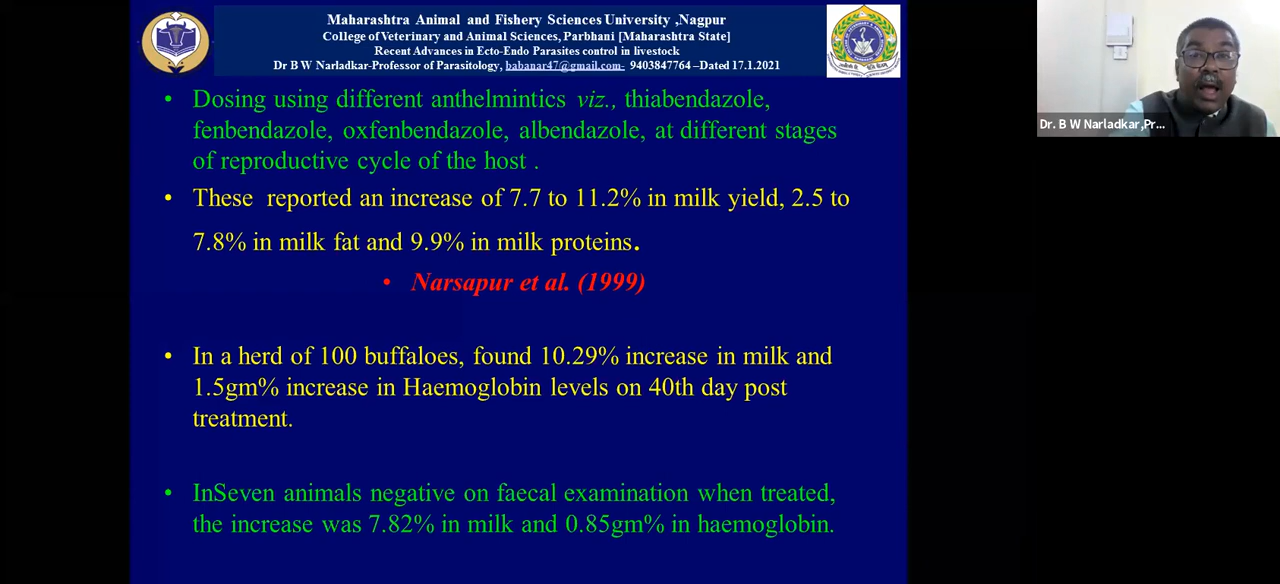 Maharashtra Animal and Fishery Sciences University ,Nagpur
College of Veterinary and Animal Sciences, Parbhani [Maharashtra State]
Recent Advances in Ecto-Endo Parasites control in livestock
Dr B W Narladkar-Professor of Parasitology, babanar47@gmail.com- 9403847764 –Dated 17.1.2021
• Dosing using different anthelmintics viz., thiabendazole,
fenbendazole, oxfenbendazole, albendazole, at different stages
of reproductive cycle of the host .
• These reported an increase of 7.7 to 11.2% in milk yield, 2.5 to
7.8% in milk fat and 9.9% in milk proteins.
• Narsapur et al. (1999)
• In a herd of 100 buffaloes, found 10.29% increase in milk and
1.5gm% increase in Haemoglobin levels on 40th day post
treatment.
• InSeven animals negative on faecal examination when treated,
the increase was 7.82% in milk and 0.85gm% in haemoglobin.
Dr. B W Narladkar,Pr...